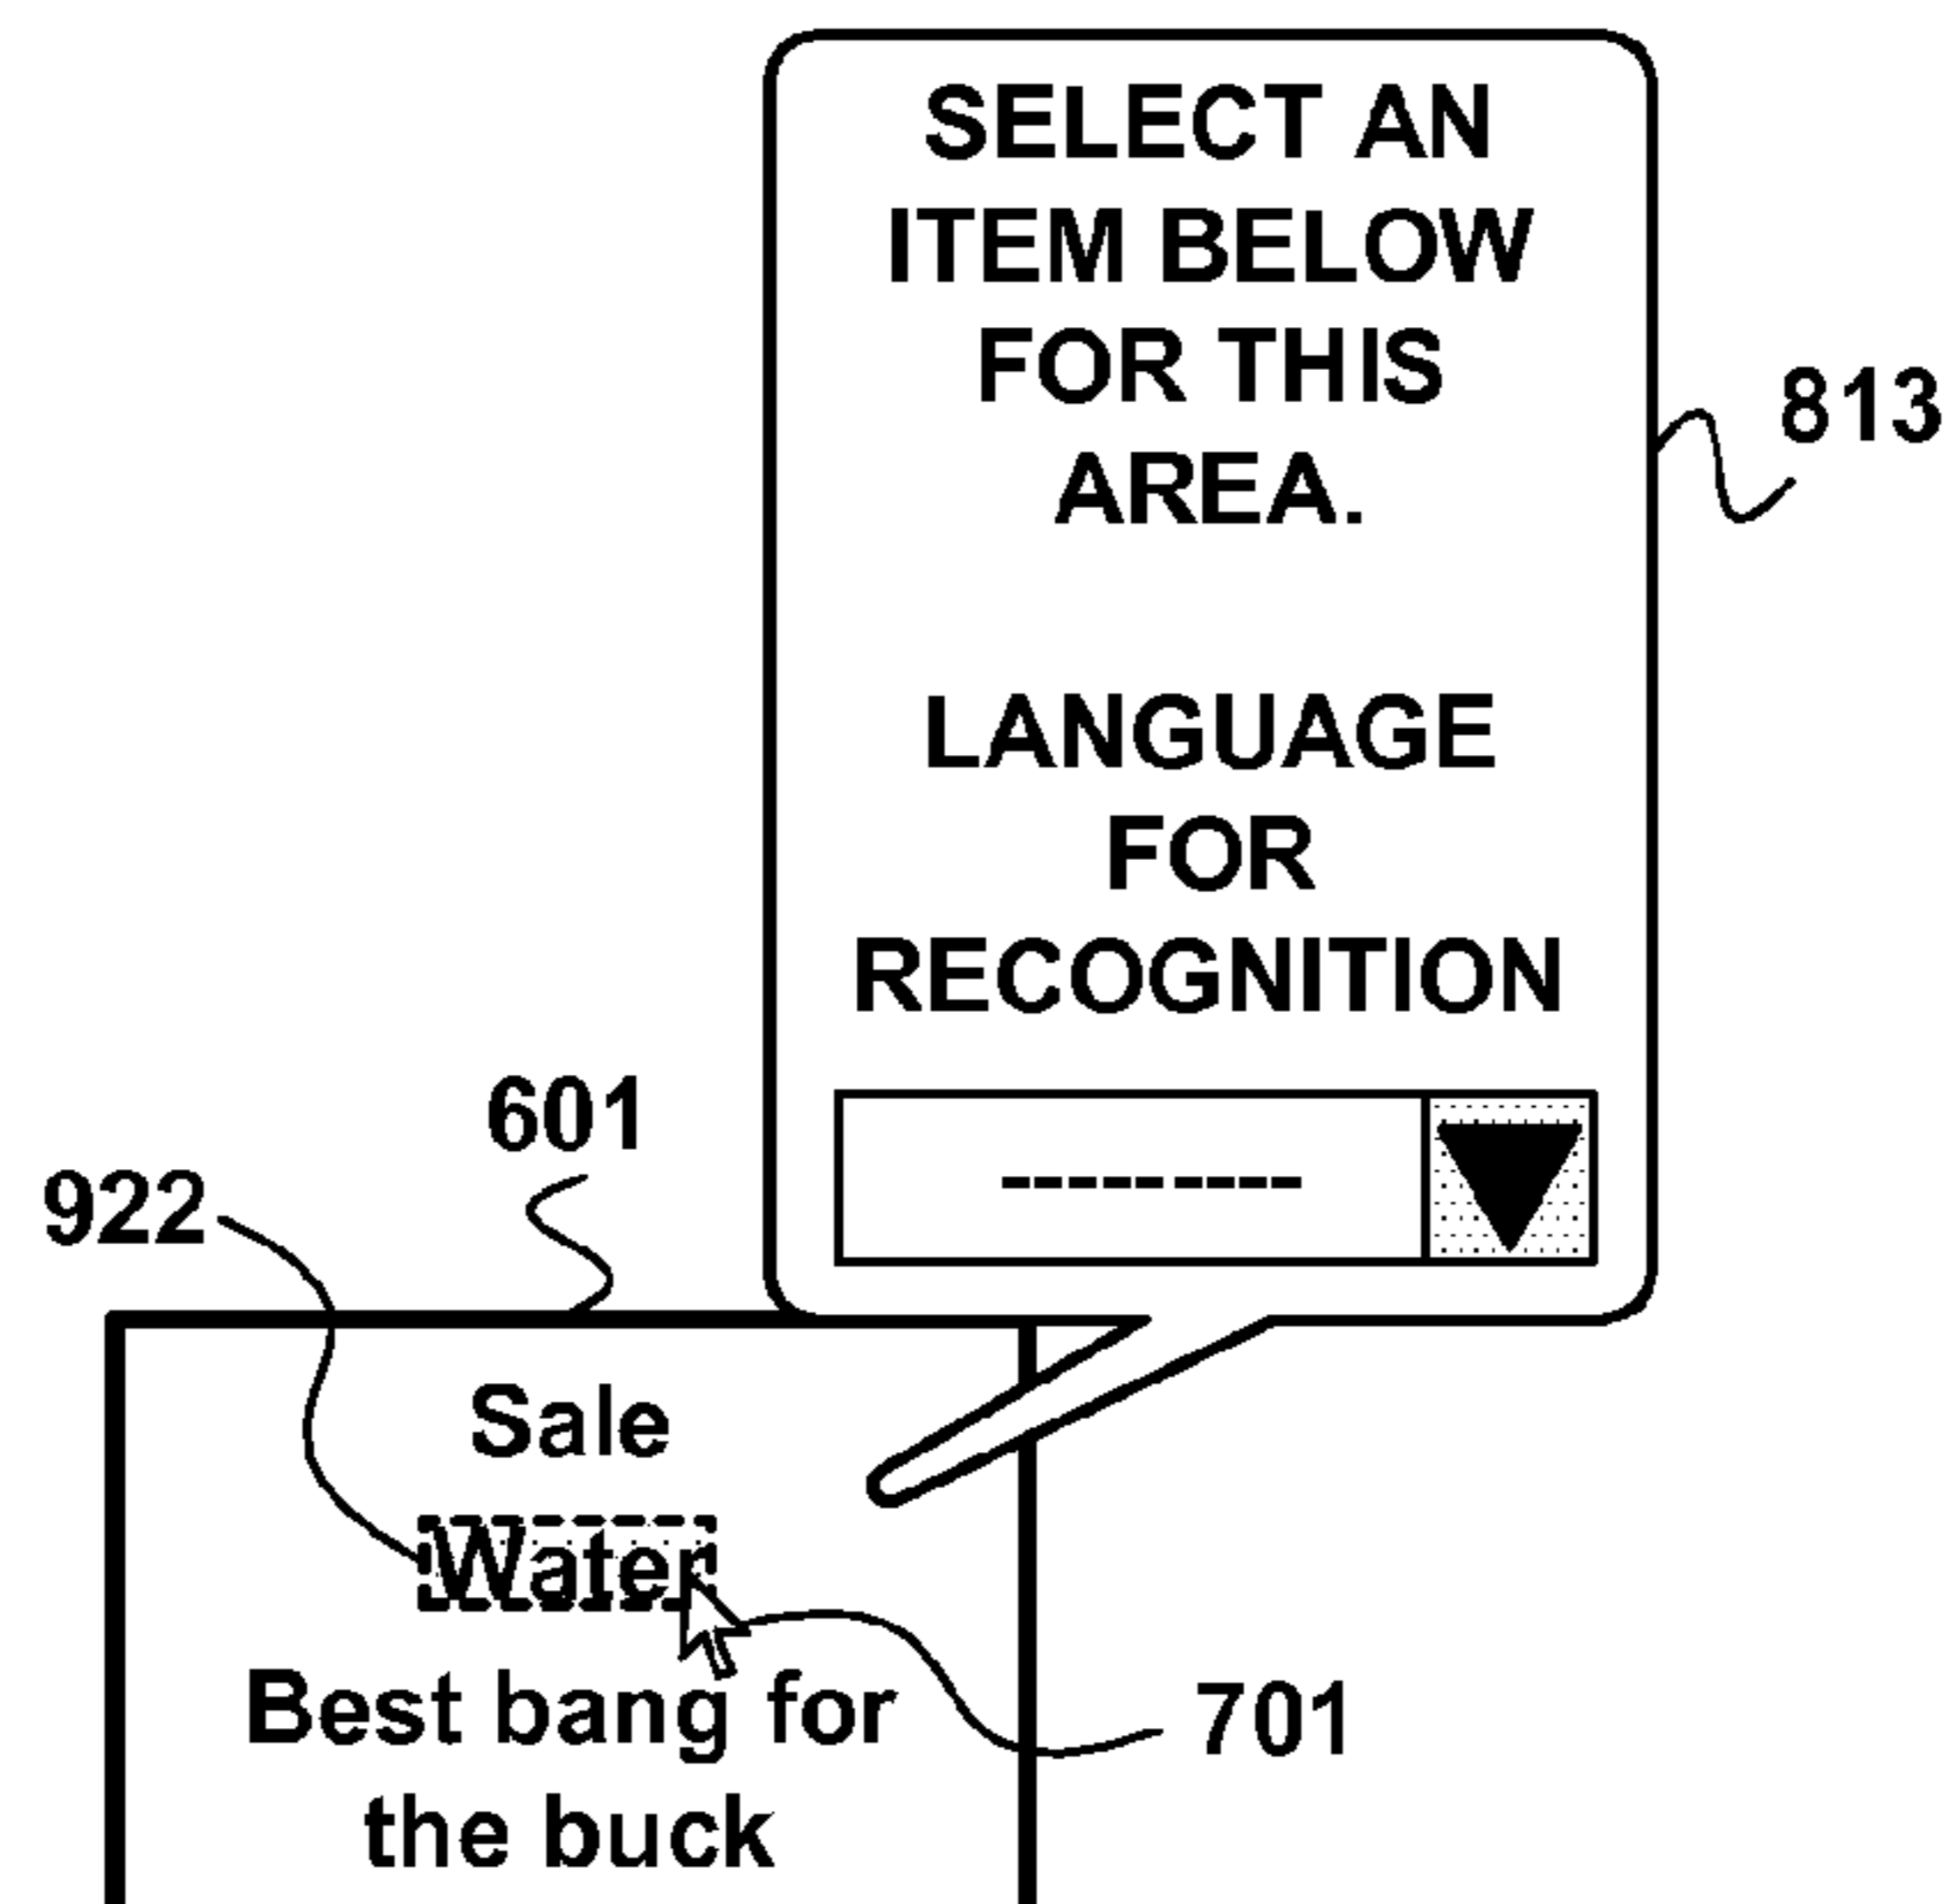 SELECT AN
ITEM BELOW
FOR THIS
AREA.
LANGUAGE
FOR
RECOGNITION
---------
813
601
922
Sale
Water
Best bang for
the buck
701